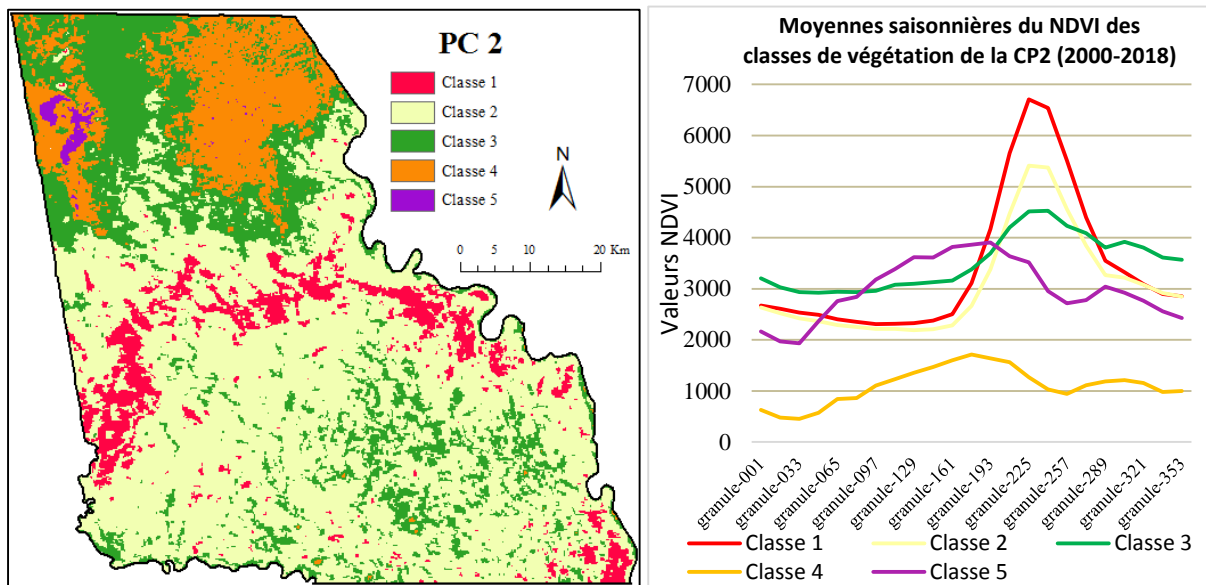 PC 2
Classe 1
Classe 2
Classe 3
Classe 4
Classe 5
N
0 5 10 20 Km
Moyennes saisonnières du NDVI des
classes de végétation de la CP2 (2000-2018)
Valeurs NDVI
7000
6000
5000
4000
3000
2000
1000
0
granule-001
granule-033
granule-065
granule-097
granule-129
granule-161
granule-193
granule-225
granule-257
granule-289
granule-321
granule-353
Classe 1 Classe 2 Classe 3
Classe 4 Classe 5